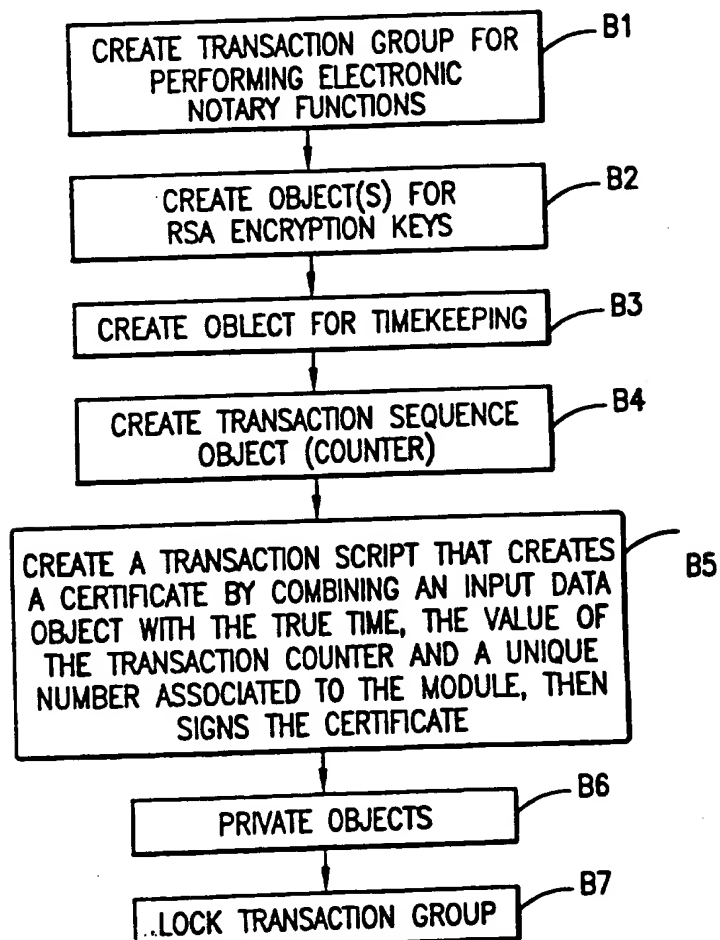 CREATE TRANSACTION GROUP FOR
PERFORMING ELECTRONIC
NOTARY FUNCTIONS
B1
CREATE OBJECT(S) FOR
RSA ENCRYPTION KEYS
B2
CREATE OBLECT FOR TIMEKEEPING
B3
CREATE TRANSACTION SEQUENCE
OBJECT (COUNTER)
B4
CREATE A TRANSACTION SCRIPT THAT CREATES
A CERTIFICATE BY COMBINING AN INPUT DATA
OBJECT WITH THE TRUE TIME, THE VALUE OF
THE TRANSACTION COUNTER AND A UNIQUE
NUMBER ASSOCIATED TO THE MODULE, THEN
SIGNS THE CERTIFICATE
B5
PRIVATE OBJECTS
B6
LOCK TRANSACTION GROUP
B7